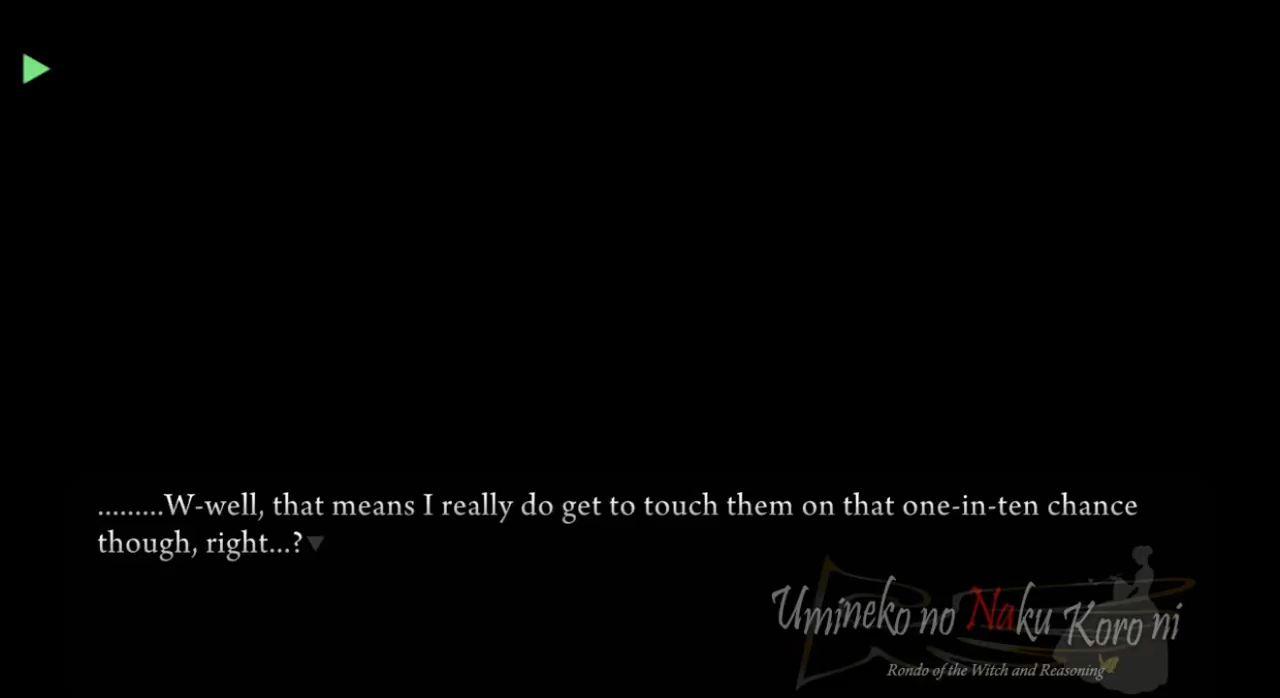 .........W-well, that means I really do get to touch them on that one-in-ten chance
though, right...?
Umineko no Naku Koro ni
Rondo of the Witch and Reasoning